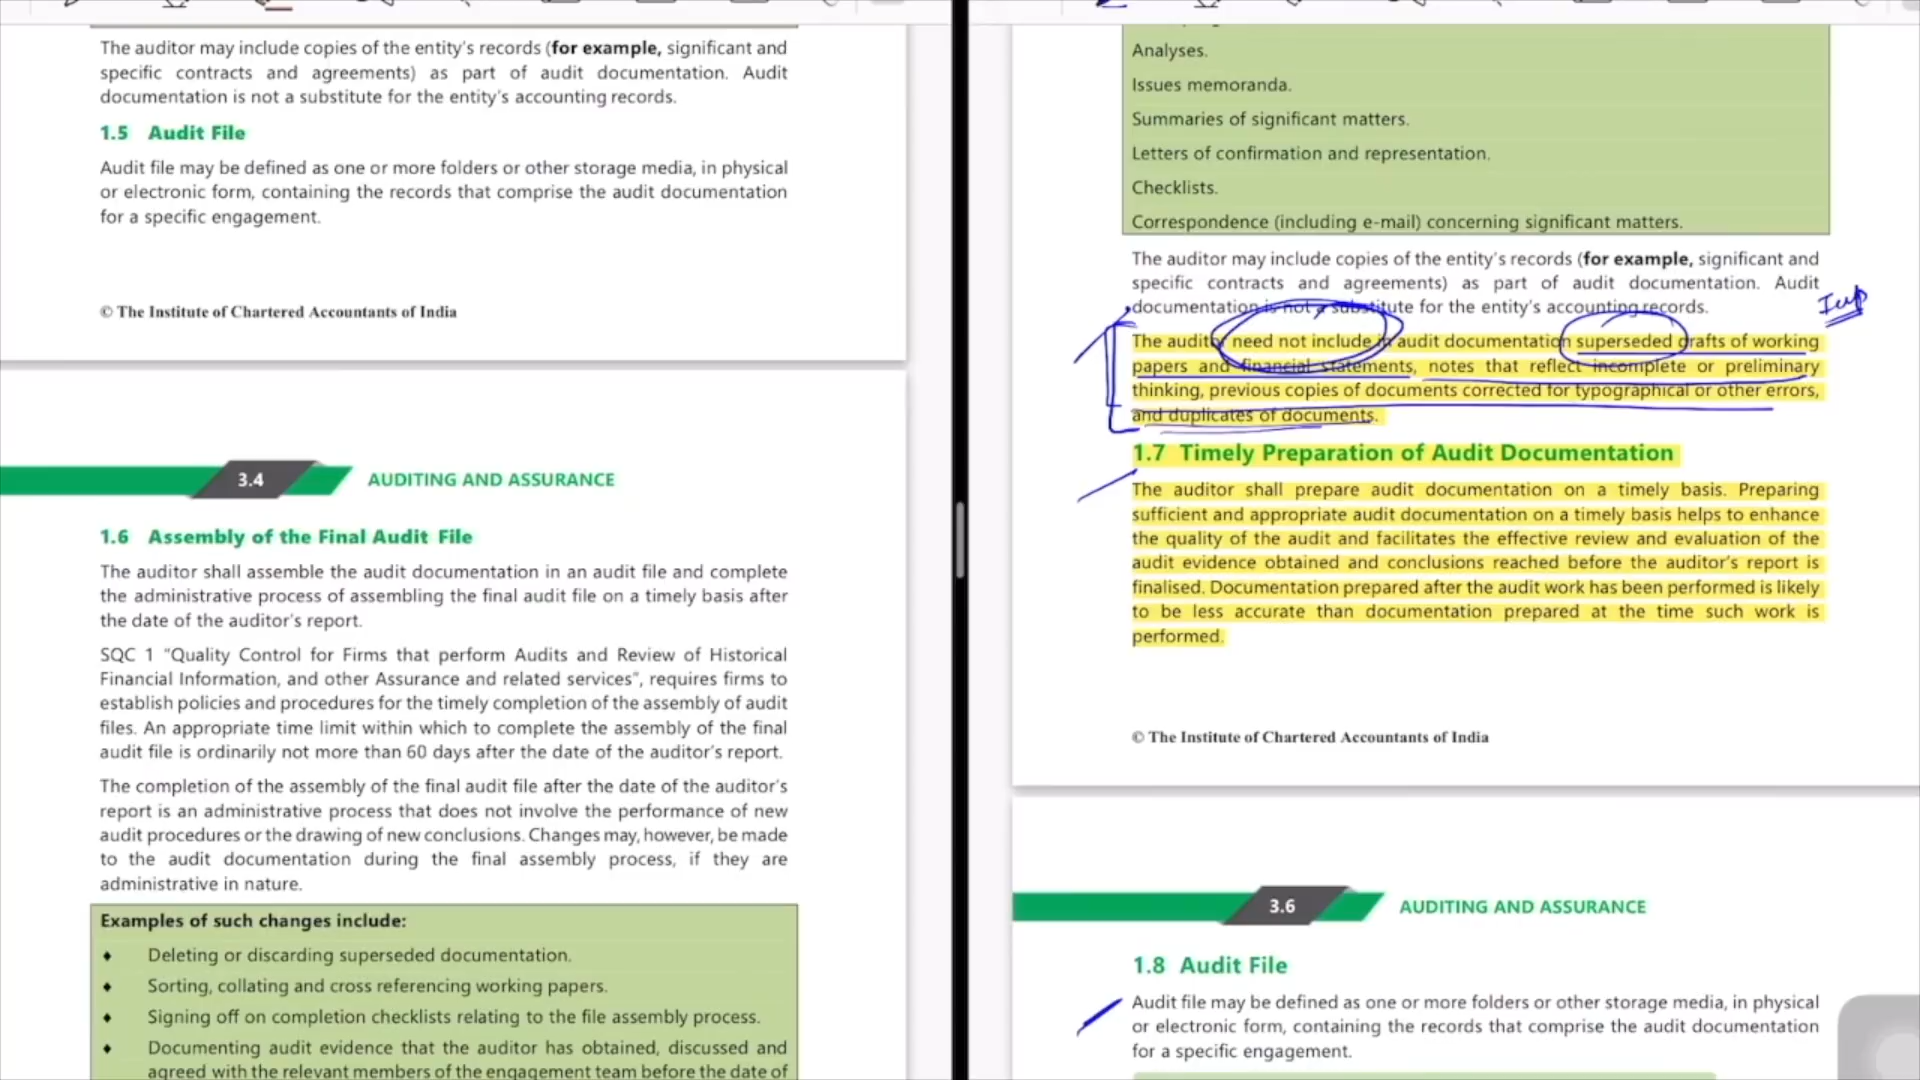 The auditor may include copies of the entity's records (for example, significant and
specific contracts and agreements) as part of audit documentation. Audit
documentation is not a substitute for the entity's accounting records.
1.5 Audit File
Audit file may be defined as one or more folders or other storage media, in physical
or electronic form, containing the records that comprise the audit documentation
for a specific engagement.
© The Institute of Chartered Accountants of India
3.4 AUDITING AND ASSURANCE
1.6 Assembly of the Final Audit File
The auditor shall assemble the audit documentation in an audit file and complete
the administrative process of assembling the final audit file on a timely basis after
the date of the auditor's report.
SQC 1 "Quality Control for Firms that perform Audits and Review of Historical
Financial Information, and other Assurance and related services", requires firms to
establish policies and procedures for the timely completion of the assembly of audit
files. An appropriate time limit within which to complete the assembly of the final
audit file is ordinarily not more than 60 days after the date of the auditor's report.
The completion of the assembly of the final audit file after the date of the auditor's
report is an administrative process that does not involve the performance of new
audit procedures or the drawing of new conclusions. Changes may, however, be made
to the audit documentation during the final assembly process, if they are
administrative in nature.
Examples of such changes include:
♦ Deleting or discarding superseded documentation.
♦ Sorting, collating and cross referencing working papers.
♦ Signing off on completion checklists relating to the file assembly process.
♦ Documenting audit evidence that the auditor has obtained, discussed and
agreed with the relevant members of the engagement team before the date of
Analyses.
Issues memoranda.
Summaries of significant matters.
Letters of confirmation and representation.
Checklists.
Correspondence (including e-mail) concerning significant matters.
The auditor may include copies of the entity's records (for example, significant and
specific contracts and agreements) as part of audit documentation. Audit
documentation is not a substitute for the entity's accounting records.
Imp
The auditor need not include in audit documentation superseded drafts of working
papers and financial statements, notes that reflect incomplete or preliminary
thinking, previous copies of documents corrected for typographical or other errors,
and duplicates of documents.
1.7 Timely Preparation of Audit Documentation
The auditor shall prepare audit documentation on a timely basis. Preparing
sufficient and appropriate audit documentation on a timely basis helps to enhance
the quality of the audit and facilitates the effective review and evaluation of the
audit evidence obtained and conclusions reached before the auditor's report is
finalised. Documentation prepared after the audit work has been performed is likely
to be less accurate than documentation prepared at the time such work is
performed.
© The Institute of Chartered Accountants of India
3.6 AUDITING AND ASSURANCE
1.8 Audit File
Audit file may be defined as one or more folders or other storage media, in physical
or electronic form, containing the records that comprise the audit documentation
for a specific engagement.